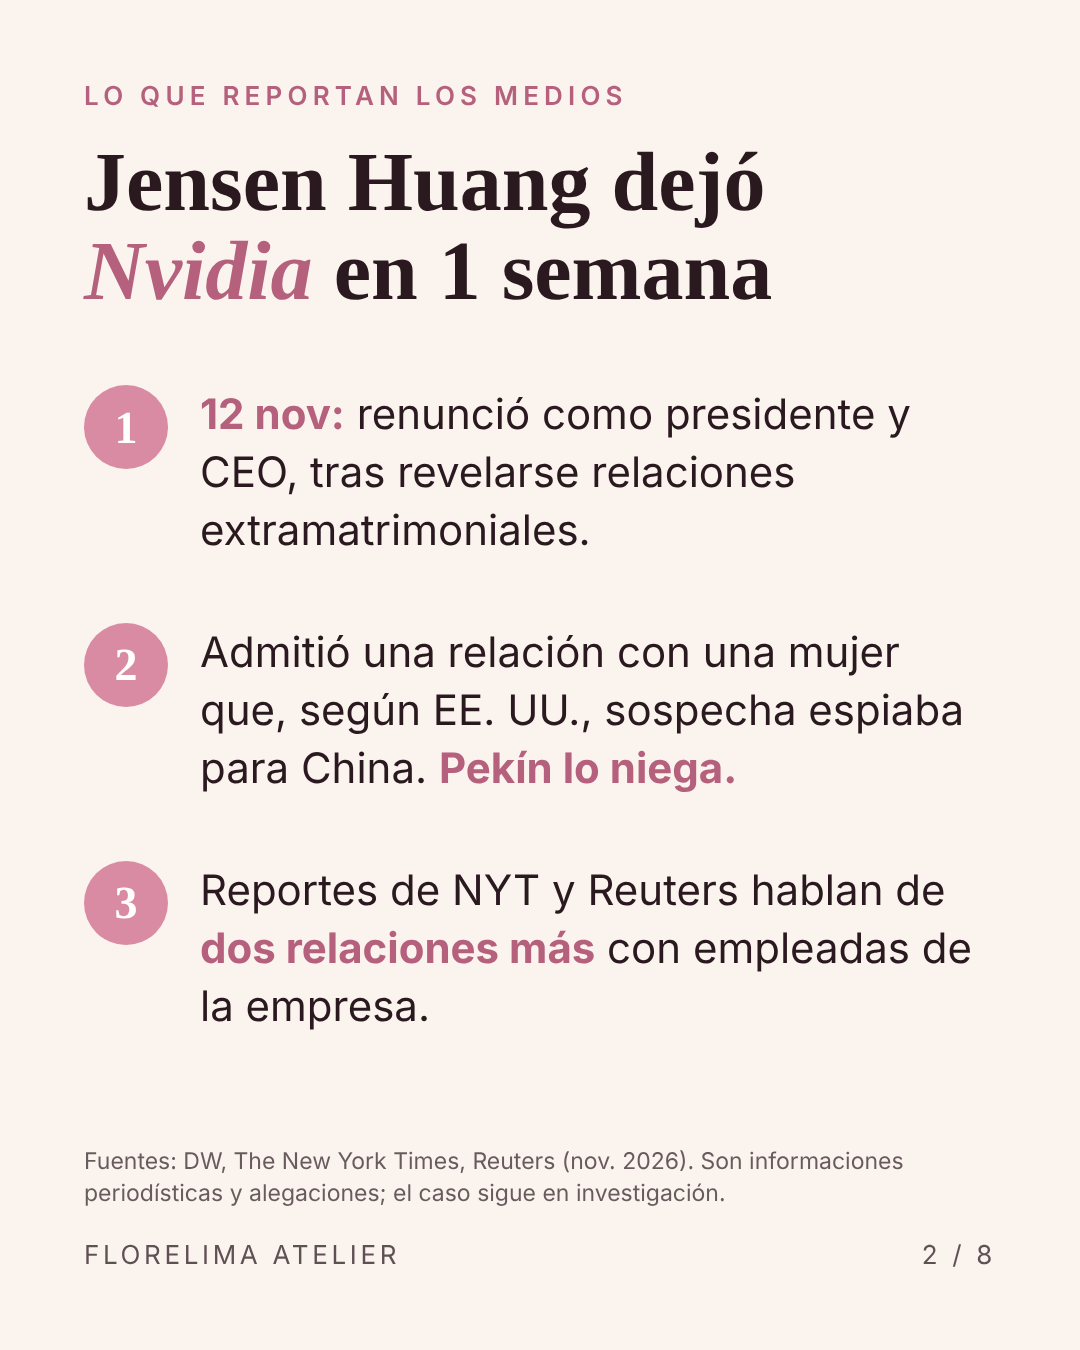 LO QUE REPORTAN LOS MEDIOS
Jensen Huang dejó
Nvidia en 1 semana
1
12 nov: renunció como presidente y
CEO, tras revelarse relaciones
extramatrimoniales.
2
Admitió una relación con una mujer
que, según EE. UU., sospecha espiaba
para China. Pekín lo niega.
3
Reportes de NYT y Reuters hablan de
dos relaciones más con empleadas de
la empresa.
Fuentes: DW, The New York Times, Reuters (nov. 2026). Son informaciones
periodísticas y alegaciones; el caso sigue en investigación.
FLORELIMA ATELIER
2 / 8